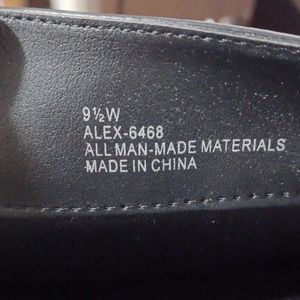 9½W
ALEX-6468
ALL MAN-MADE MATERIALS
MADE IN CHINA